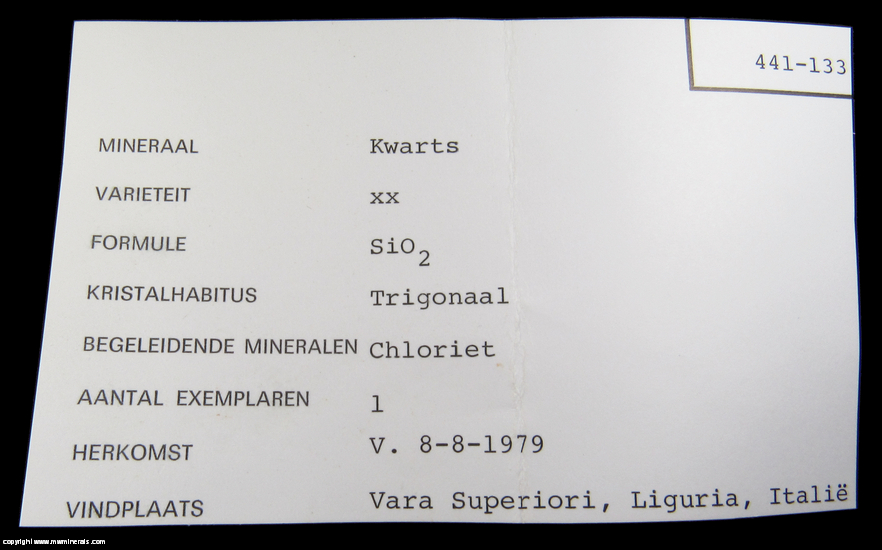 441-133
MINERAAL Kwarts
VARIETEIT xx
FORMULE SiO2
KRISTALHABITUS Trigonaal
BEGELEIDENDE MINERALEN Chloriet
AANTAL EXEMPLAREN 1
HERKOMST V. 8-8-1979
VINDPLAATS Vara Superiori, Liguria, Italië
copyright www.mwminerals.com